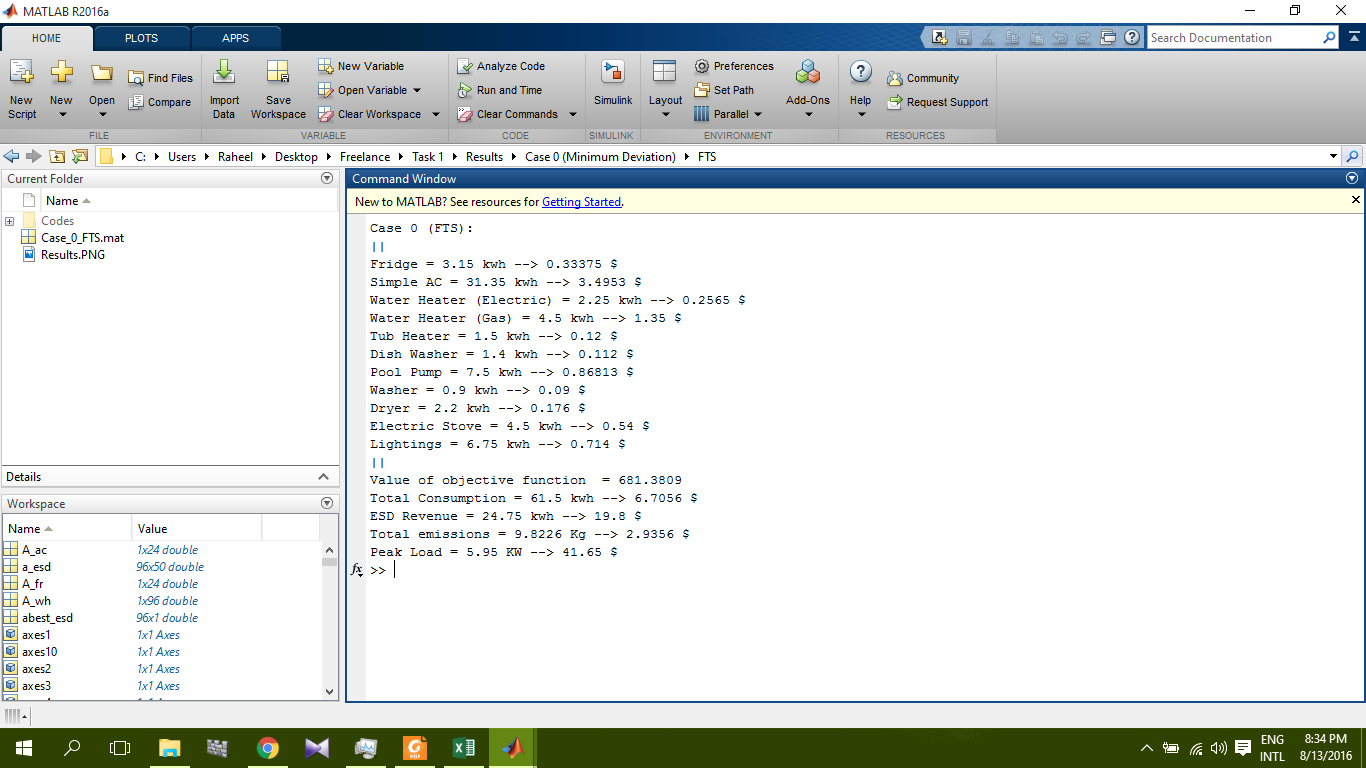 MATLAB R2016a
HOME PLOTS APPS
Search Documentation
New Script
New
Open
Find Files
Compare
Import Data
Save Workspace
New Variable
Open Variable
Clear Workspace
Analyze Code
Run and Time
Clear Commands
Simulink
Layout
Preferences
Set Path
Parallel
Add-Ons
Help
Community
Request Support
FILE VARIABLE CODE SIMULINK ENVIRONMENT RESOURCES
C: Users Raheel Desktop Freelance Task 1 Results Case 0 (Minimum Deviation) FTS
Current Folder
Name
Codes
Case_0_FTS.mat
Results.PNG
Details
Workspace
Name Value
A_ac 1x24 double
a_esd 96x50 double
A_fr 1x24 double
A_wh 1x96 double
abest_esd 96x1 double
axes1 1x1 Axes
axes10 1x1 Axes
axes2 1x1 Axes
axes3 1x1 Axes
Command Window
New to MATLAB? See resources for Getting Started.
Case 0 (FTS):
||
Fridge = 3.15 kwh --> 0.33375 $
Simple AC = 31.35 kwh --> 3.4953 $
Water Heater (Electric) = 2.25 kwh --> 0.2565 $
Water Heater (Gas) = 4.5 kwh --> 1.35 $
Tub Heater = 1.5 kwh --> 0.12 $
Dish Washer = 1.4 kwh --> 0.112 $
Pool Pump = 7.5 kwh --> 0.86813 $
Washer = 0.9 kwh --> 0.09 $
Dryer = 2.2 kwh --> 0.176 $
Electric Stove = 4.5 kwh --> 0.54 $
Lightings = 6.75 kwh --> 0.714 $
||
Value of objective function  = 681.3809
Total Consumption = 61.5 kwh --> 6.7056 $
ESD Revenue = 24.75 kwh --> 19.8 $
Total emissions = 9.8226 Kg --> 2.9356 $
Peak Load = 5.95 KW --> 41.65 $
fx >>
ENG INTL
8:34 PM
8/13/2016